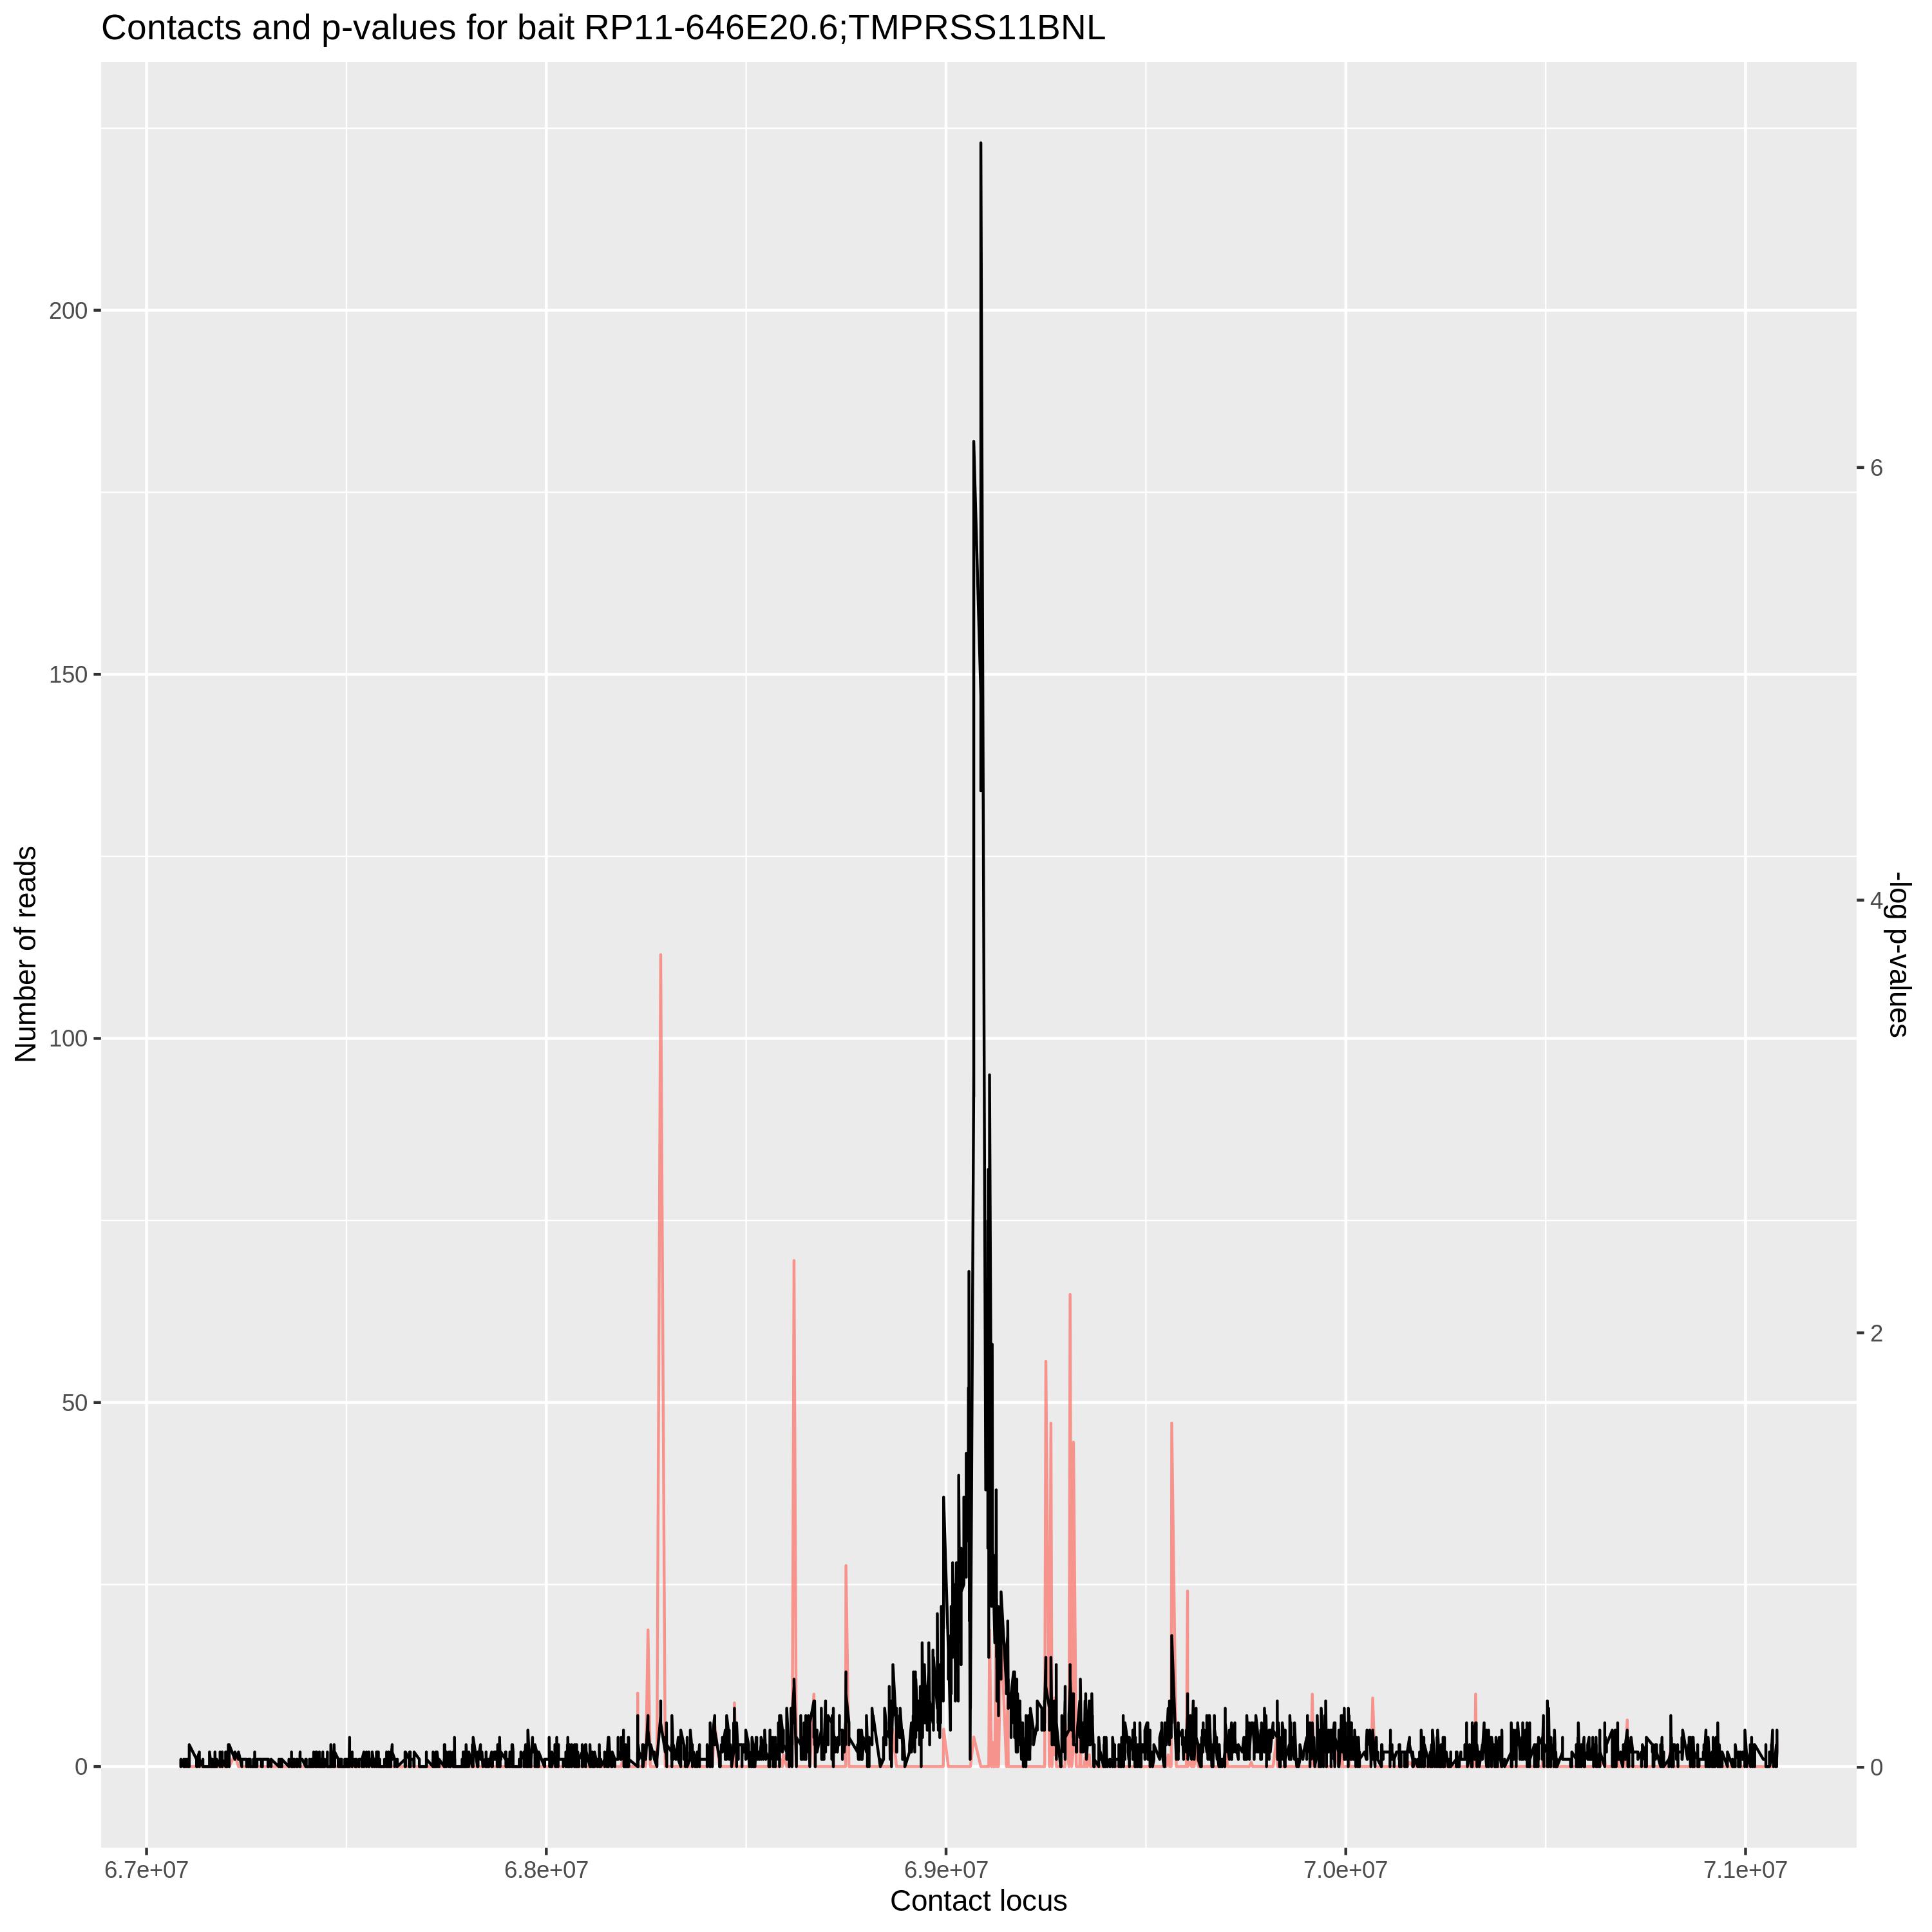 Contacts and p-values for bait RP11-646E20.6;TMPRSS11BNL
Number of reads
200
150
100
50
0
6
4
2
0
-log p-values
6.7e+07 6.8e+07 6.9e+07 7.0e+07 7.1e+07
Contact locus